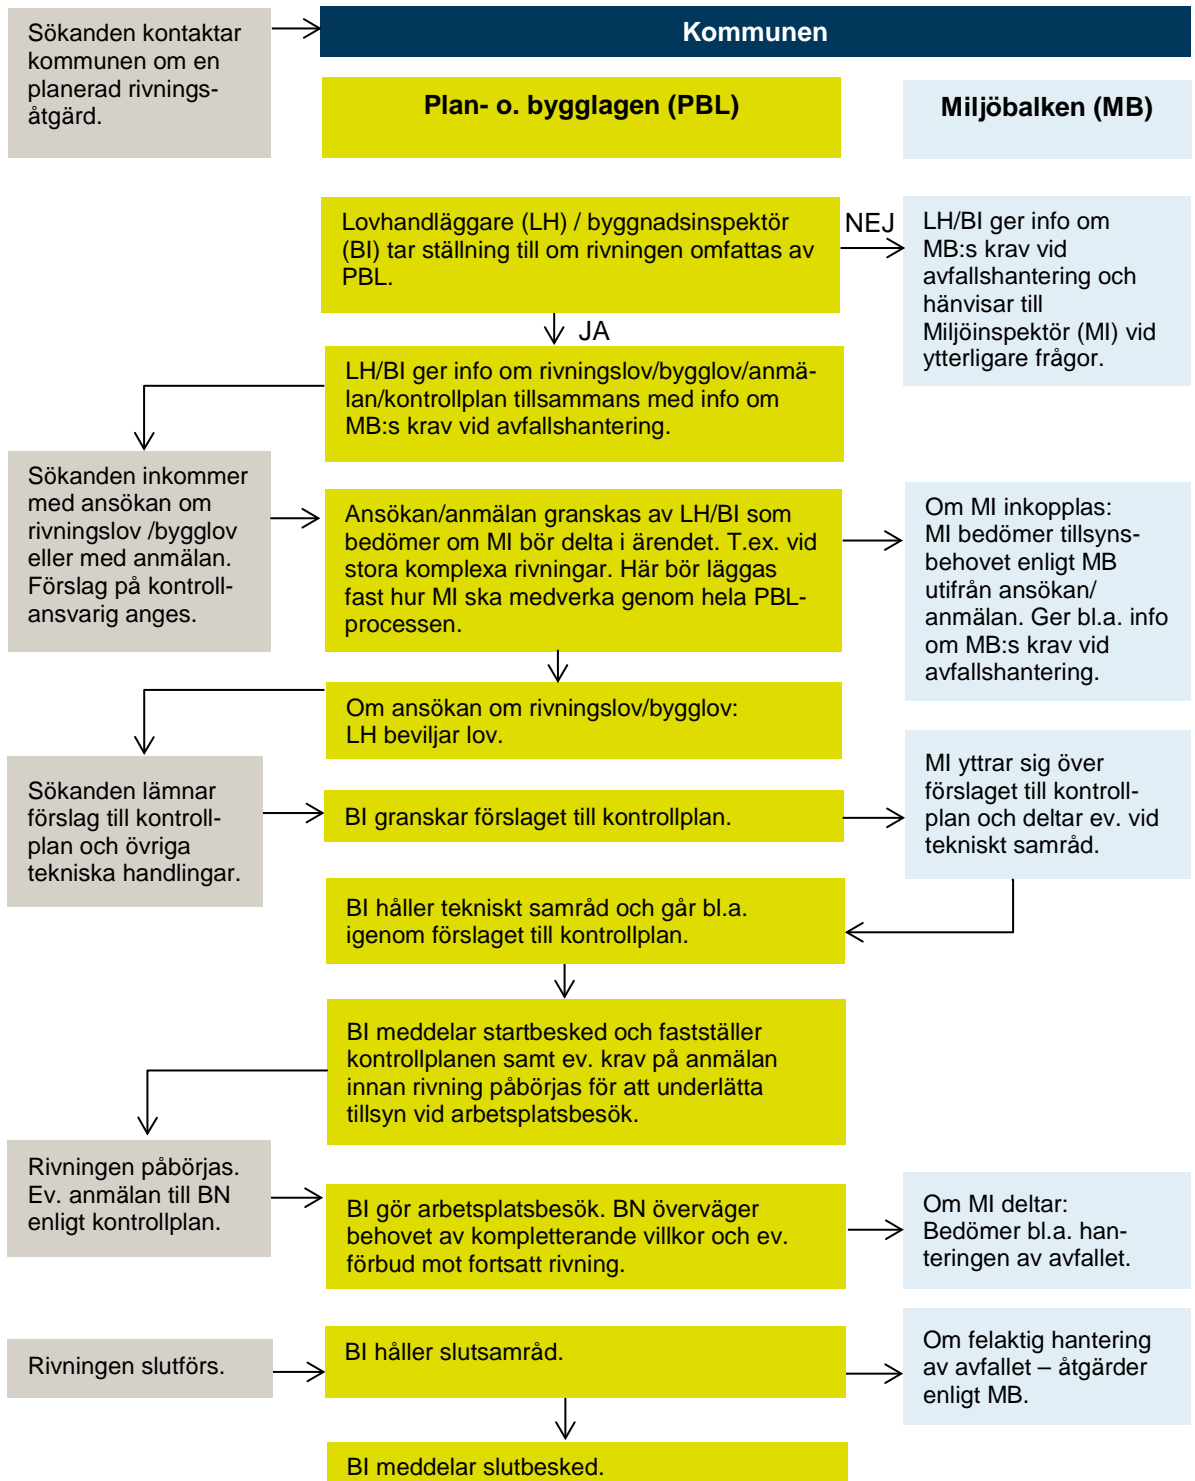 Sökanden kontaktar
kommunen om en
planerad rivnings-
åtgärd.
Kommunen
Plan- o. bygglagen (PBL)
Miljöbalken (MB)
Lovhandläggare (LH) / byggnadsinspektör
(BI) tar ställning till om rivningen omfattas av
PBL.
NEJ
LH/BI ger info om
MB:s krav vid
avfallshantering och
hänvisar till
Miljöinspektör (MI) vid
ytterligare frågor.
JA
LH/BI ger info om rivningslov/bygglov/anmä-
lan/kontrollplan tillsammans med info om
MB:s krav vid avfallshantering.
Sökanden inkommer
med ansökan om
rivningslov /bygglov
eller med anmälan.
Förslag på kontroll-
ansvarig anges.
Ansökan/anmälan granskas av LH/BI som
bedömer om MI bör delta i ärendet. T.ex. vid
stora komplexa rivningar. Här bör läggas
fast hur MI ska medverka genom hela PBL-
processen.
Om MI inkopplas:
MI bedömer tillsyns-
behovet enligt MB
utifrån ansökan/
anmälan. Ger bl.a. info
om MB:s krav vid
avfallshantering.
Om ansökan om rivningslov/bygglov:
LH beviljar lov.
Sökanden lämnar
förslag till kontroll-
plan och övriga
tekniska handlingar.
BI granskar förslaget till kontrollplan.
MI yttrar sig över
förslaget till kontroll-
plan och deltar ev. vid
tekniskt samråd.
BI håller tekniskt samråd och går bl.a.
igenom förslaget till kontrollplan.
BI meddelar startbesked och fastställer
kontrollplanen samt ev. krav på anmälan
innan rivning påbörjas för att underlätta
tillsyn vid arbetsplatsbesök.
Rivningen påbörjas.
Ev. anmälan till BN
enligt kontrollplan.
BI gör arbetsplatsbesök. BN överväger
behovet av kompletterande villkor och ev.
förbud mot fortsatt rivning.
Om MI deltar:
Bedömer bl.a. han-
teringen av avfallet.
Rivningen slutförs.
BI håller slutsamråd.
Om felaktig hantering
av avfallet – åtgärder
enligt MB.
BI meddelar slutbesked.